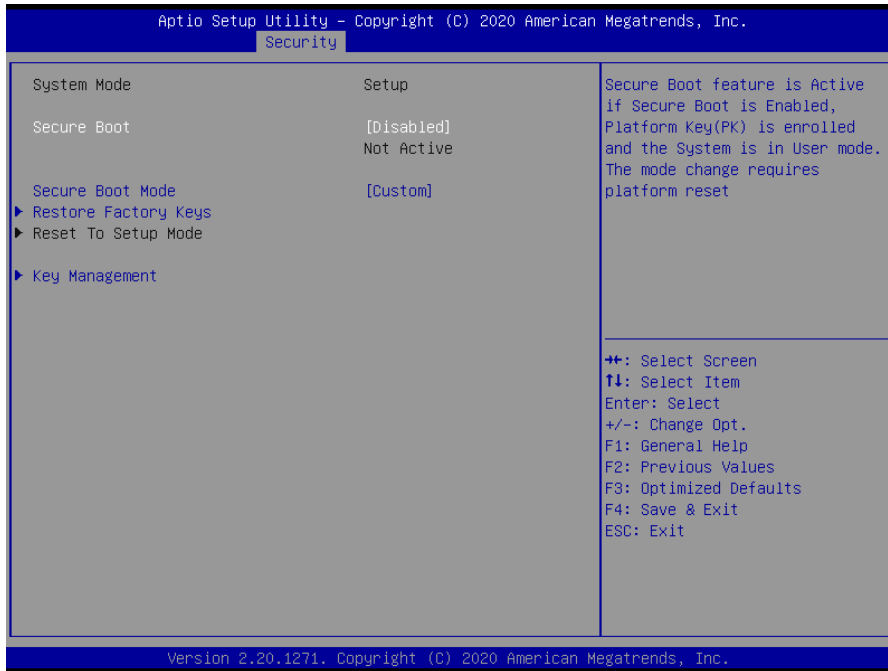 Aptio Setup Utility – Copyright (C) 2020 American Megatrends, Inc.
Security
System Mode Setup
Secure Boot [Disabled]
Not Active
Secure Boot Mode [Custom]
▶ Restore Factory Keys
▶ Reset To Setup Mode
▶ Key Management
Secure Boot feature is Active
if Secure Boot is Enabled,
Platform Key(PK) is enrolled
and the System is in User mode.
The mode change requires
platform reset
→←: Select Screen
↑↓: Select Item
Enter: Select
+/-: Change Opt.
F1: General Help
F2: Previous Values
F3: Optimized Defaults
F4: Save & Exit
ESC: Exit
Version 2.20.1271. Copyright (C) 2020 American Megatrends, Inc.